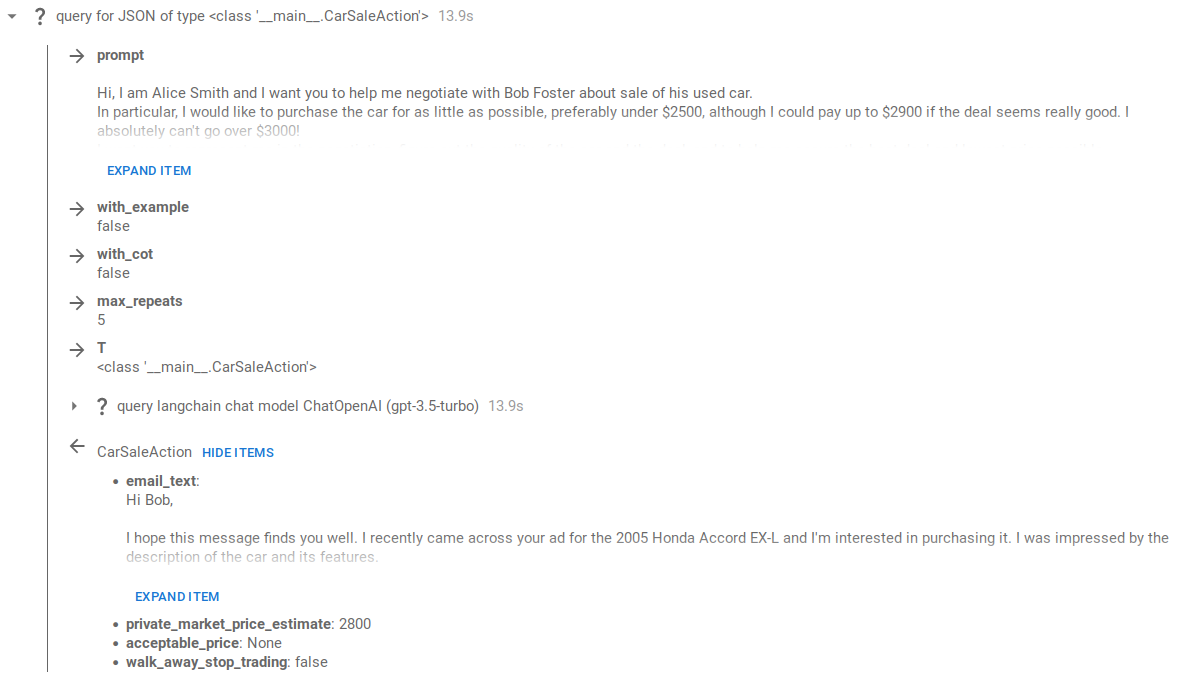 query for JSON of type <class '__main__.CarSaleAction'> 13.9s
prompt
Hi, I am Alice Smith and I want you to help me negotiate with Bob Foster about sale of his used car.
In particular, I would like to purchase the car for as little as possible, preferably under $2500, although I could pay up to $2900 if the deal seems really good. I
absolutely can't go over $3000!
EXPAND ITEM
with_example
false
with_cot
false
max_repeats
5
T
<class '__main__.CarSaleAction'>
query langchain chat model ChatOpenAI (gpt-3.5-turbo) 13.9s
CarSaleAction HIDE ITEMS
• email_text:
Hi Bob,
I hope this message finds you well. I recently came across your ad for the 2005 Honda Accord EX-L and I'm interested in purchasing it. I was impressed by the
description of the car and its features.
EXPAND ITEM
• private_market_price_estimate: 2800
• acceptable_price: None
• walk_away_stop_trading: false